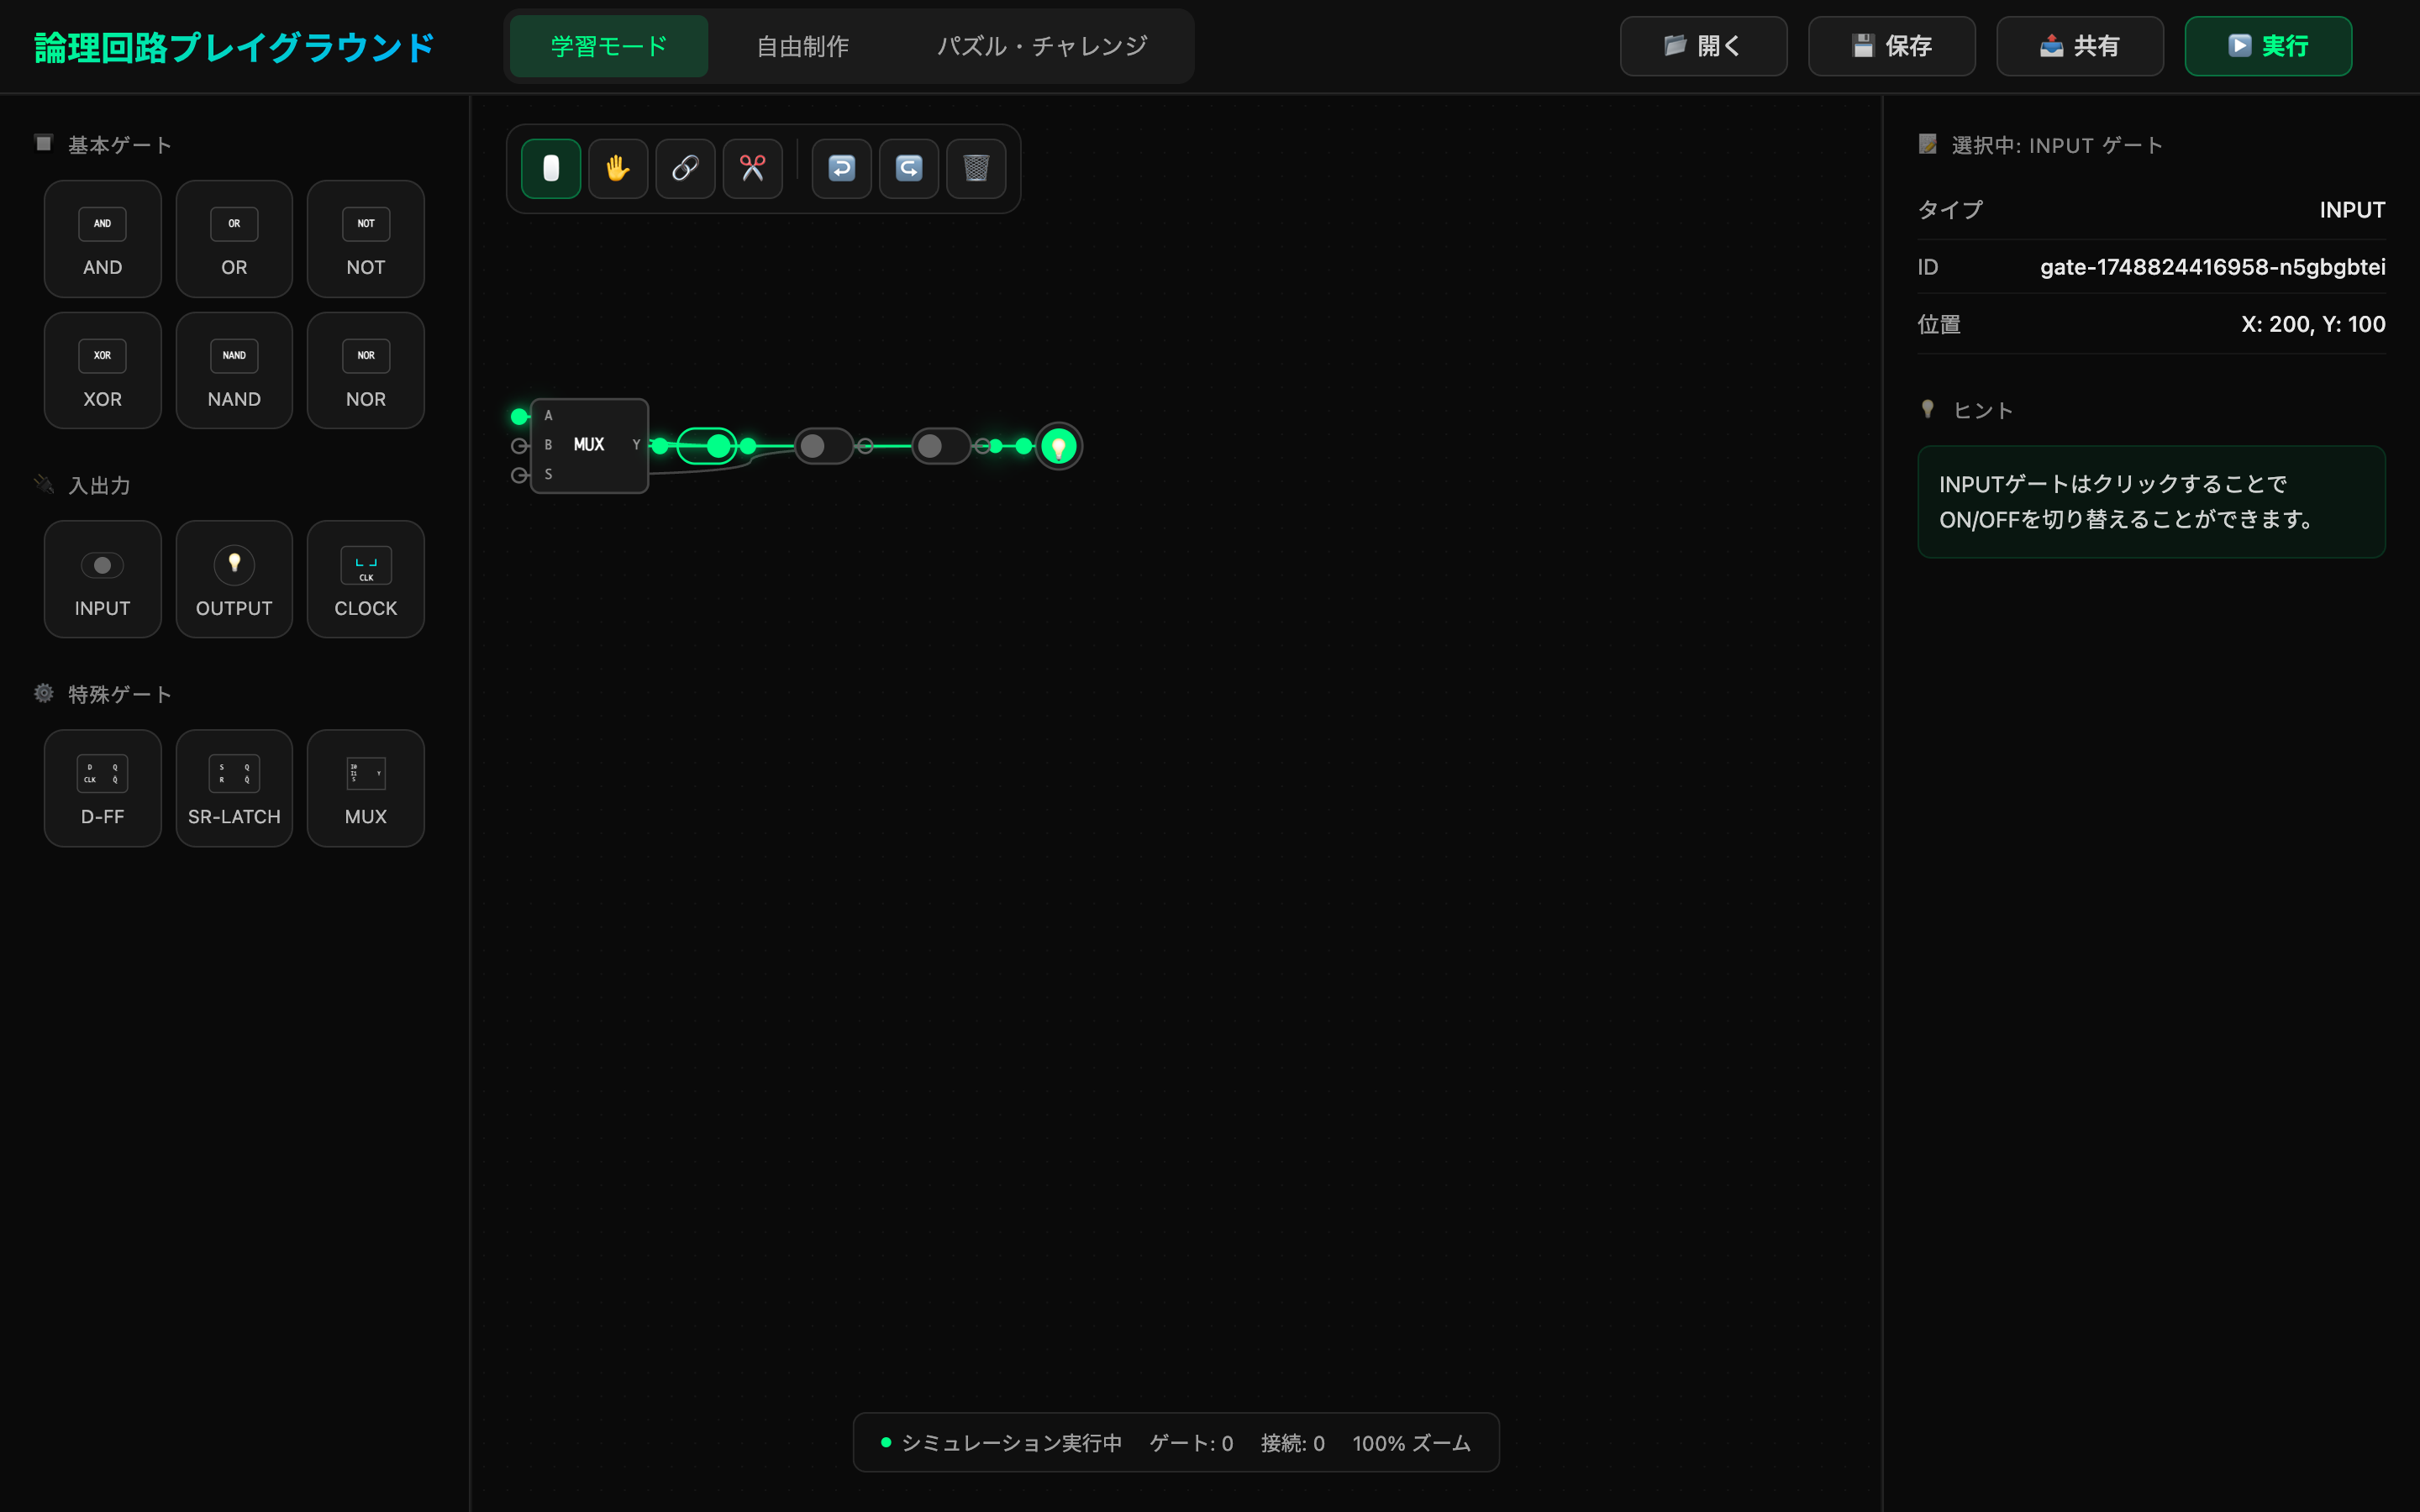 論理回路プレイグラウンド
学習モード
自由制作
パズル・チャレンジ
開く
保存
共有
実行
基本ゲート
AND
OR
NOT
AND
OR
NOT
XOR
NAND
NOR
XOR
NAND
NOR
入出力
CLK
INPUT
OUTPUT
CLOCK
特殊ゲート
D Q
CLK Q̄
S Q
R Q̄
I0
I1 Y
S
D-FF
SR-LATCH
MUX
A
B MUX Y
S
シミュレーション実行中 ゲート: 0 接続: 0 100% ズーム
選択中: INPUT ゲート
タイプ INPUT
ID gate-1748824416958-n5gbgbtei
位置 X: 200, Y: 100
ヒント
INPUTゲートはクリックすることで
ON/OFFを切り替えることができます。